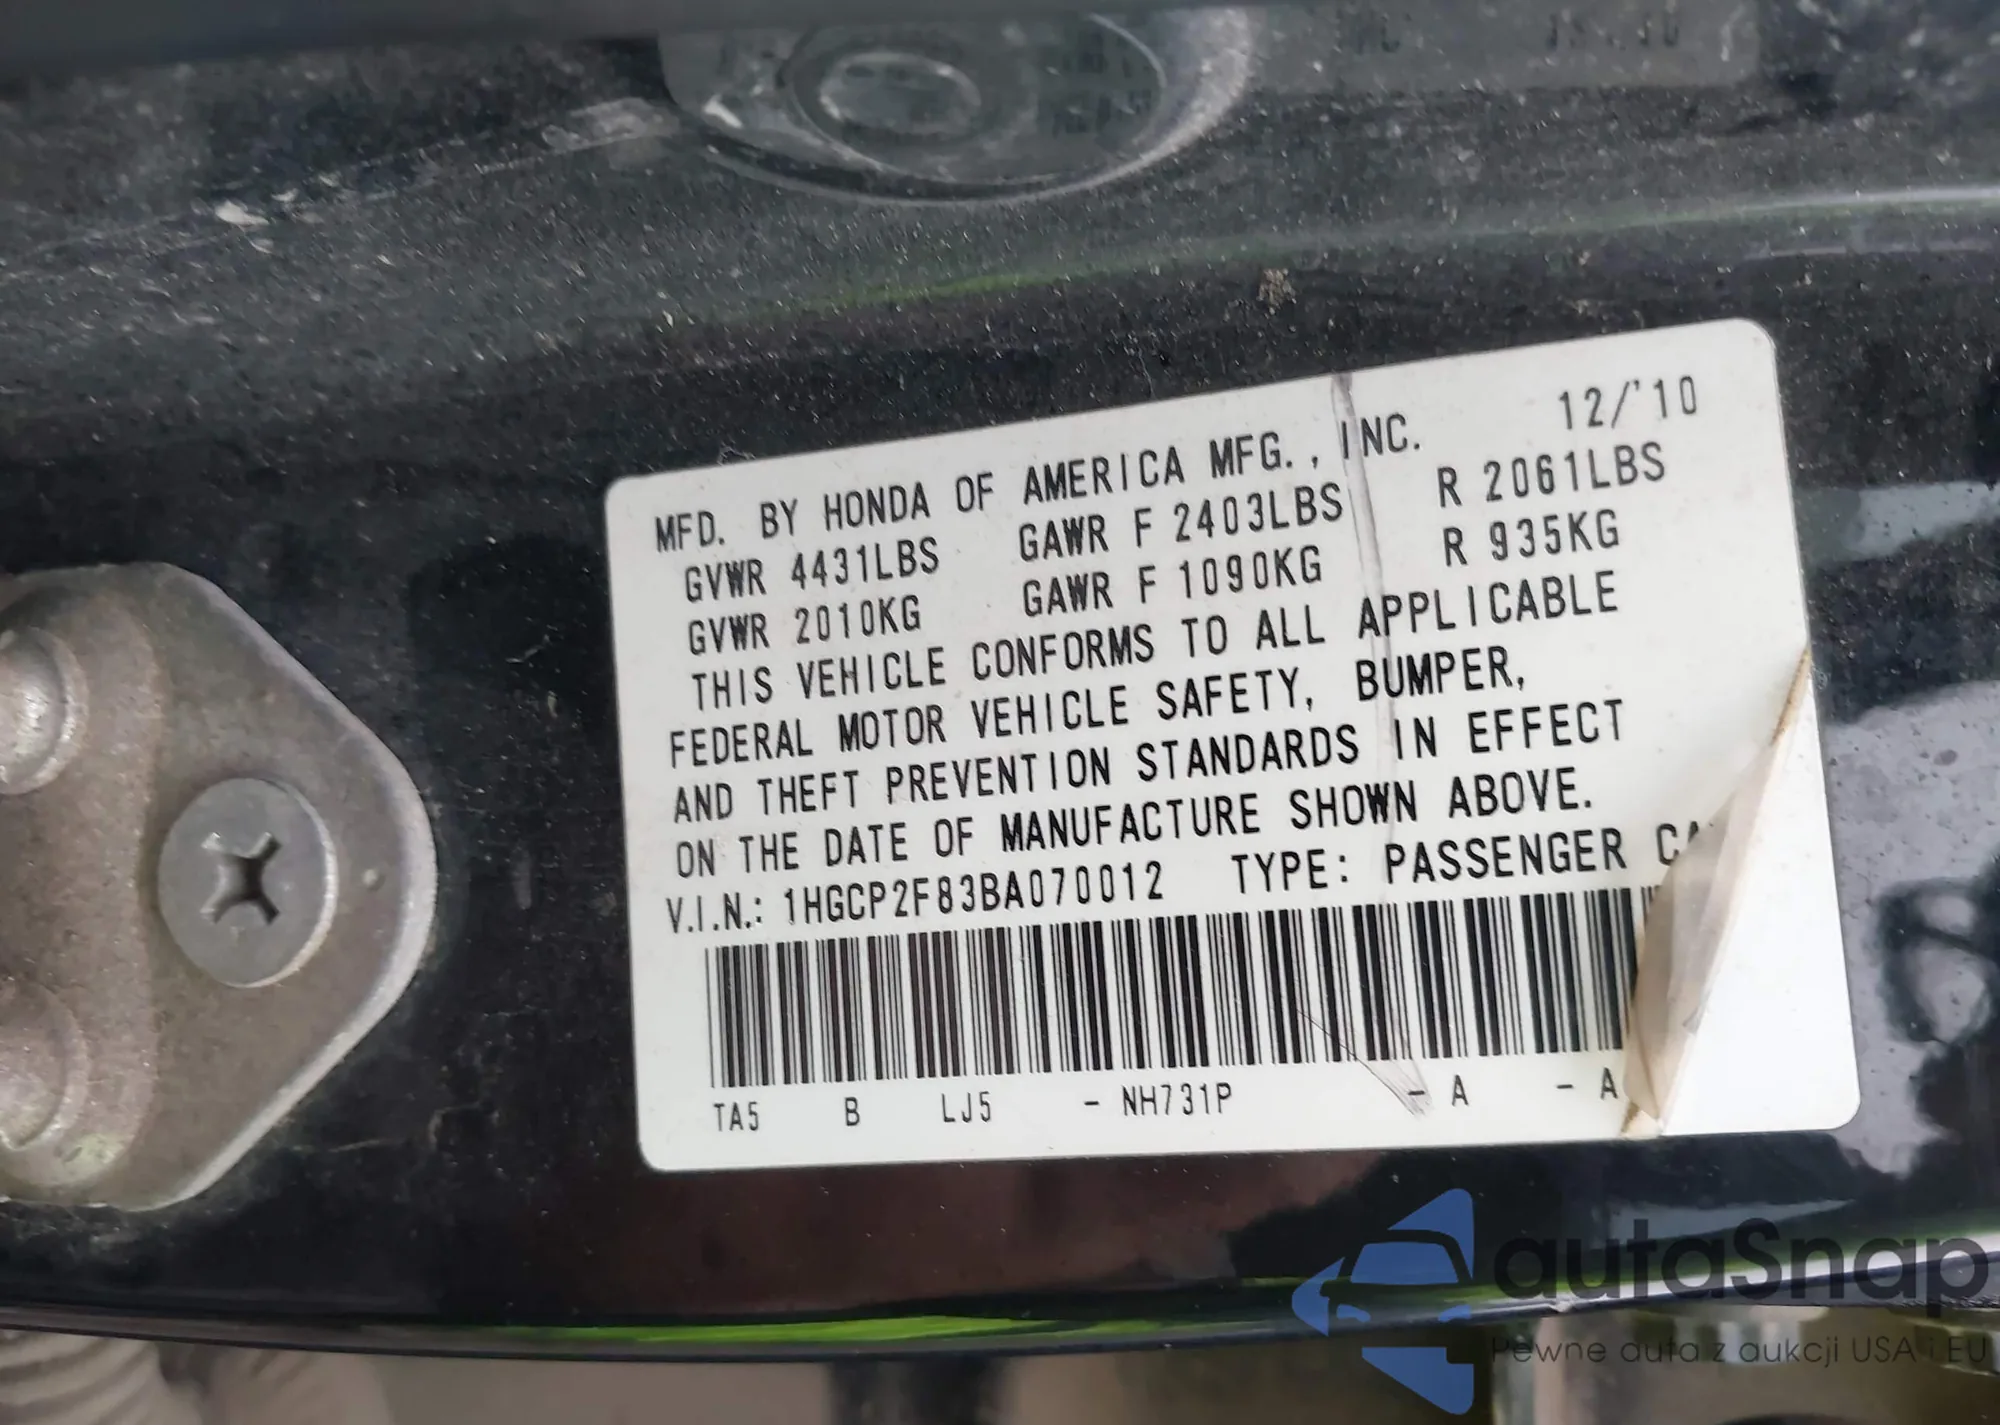 12/'10
MFD. BY HONDA OF AMERICA MFG., INC.
GVWR 4431LBS GAWR F 2403LBS R 2061LBS
GVWR 2010KG GAWR F 1090KG R 935KG
THIS VEHICLE CONFORMS TO ALL APPLICABLE
FEDERAL MOTOR VEHICLE SAFETY, BUMPER,
AND THEFT PREVENTION STANDARDS IN EFFECT
ON THE DATE OF MANUFACTURE SHOWN ABOVE.
V.I.N.: 1HGCP2F83BA070012 TYPE: PASSENGER
TA5 B LJ5 - NH731P - A - A
autaSnap
Pewne auta z aukcji USA i EU